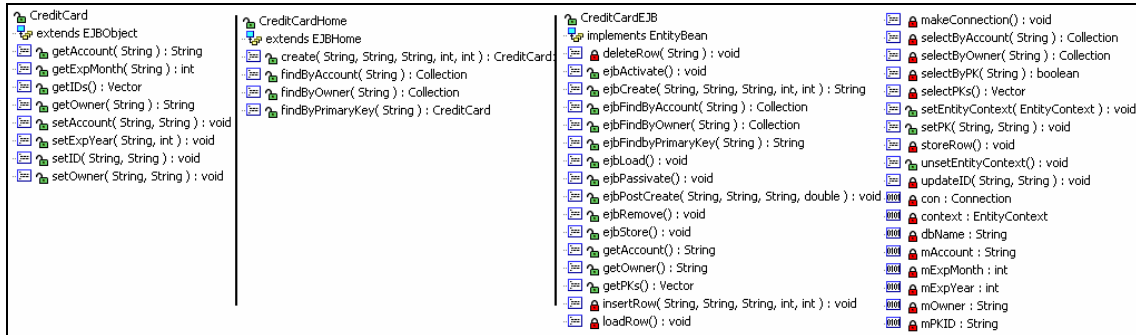 CreditCard
extends EJBObject
getAccount( String ) : String
getExpMonth( String ) : int
getIDs() : Vector
getOwner( String ) : String
setAccount( String, String ) : void
setExpYear( String, int ) : void
setID( String, String ) : void
setOwner( String, String ) : void
CreditCardHome
extends EJBHome
create( String, String, String, int, int ) : CreditCard
findByAccount( String ) : Collection
findByOwner( String ) : Collection
findByPrimaryKey( String ) : CreditCard
CreditCardEJB
implements EntityBean
deleteRow( String ) : void
ejbActivate() : void
ejbCreate( String, String, String, int, int ) : String
ejbFindByAccount( String ) : Collection
ejbFindByOwner( String ) : Collection
ejbFindbyPrimaryKey( String ) : String
ejbLoad() : void
ejbPassivate() : void
ejbPostCreate( String, String, String, double ) : void
ejbRemove() : void
ejbStore() : void
getAccount() : String
getOwner() : String
getPKs() : Vector
insertRow( String, String, String, int, int ) : void
loadRow() : void
makeConnection() : void
selectByAccount( String ) : Collection
selectByOwner( String ) : Collection
selectByPK( String ) : boolean
selectPKs() : Vector
setEntityContext( EntityContext ) : void
setPK( String, String ) : void
storeRow() : void
unsetEntityContext() : void
updateID( String, String ) : void
con : Connection
context : EntityContext
dbName : String
mAccount : String
mExpMonth : int
mExpYear : int
mOwner : String
mPKID : String